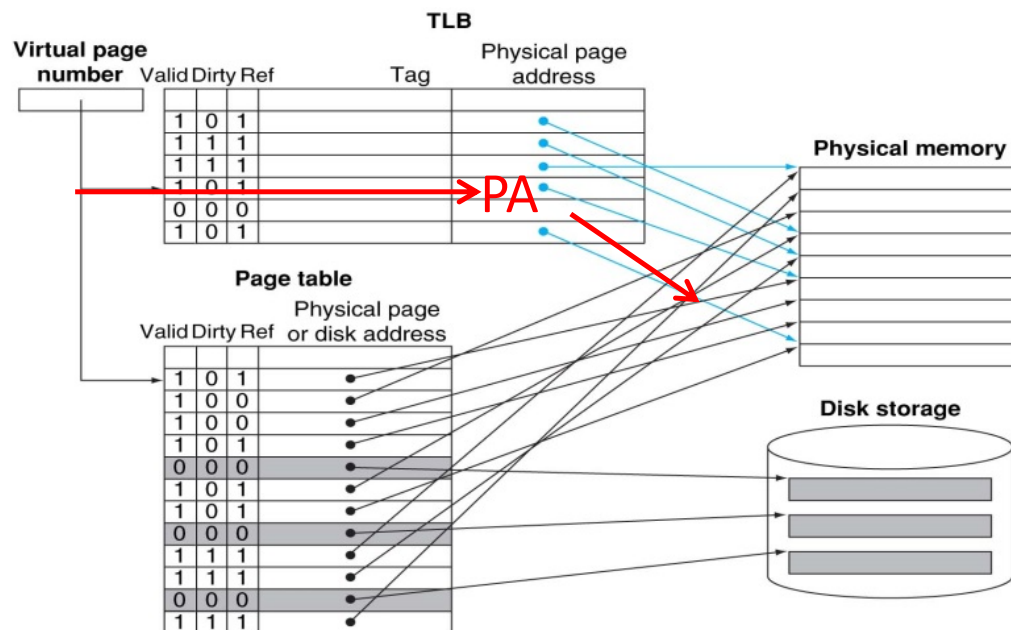 TLB
Virtual page
number
Valid Dirty Ref
Tag
Physical page
address
1 0 1
1 1 1
1 1 1
1 0 1
0 0 0
1 0 1
PA
Physical memory
Page table
Valid Dirty Ref
Physical page
or disk address
1 0 1
1 0 0
1 0 0
1 0 1
0 0 0
1 0 1
1 0 1
0 0 0
1 1 1
1 1 1
0 0 0
1 1 1
Disk storage